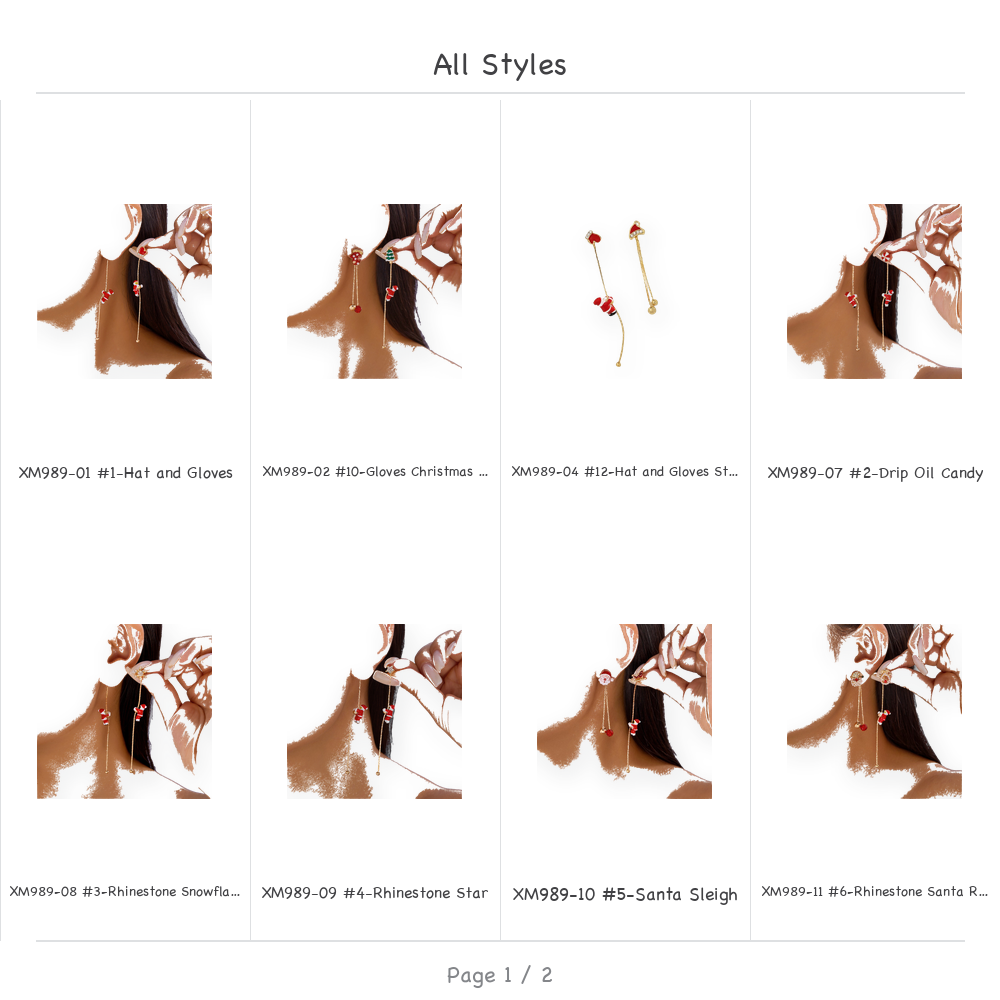 All Styles
XM989-01 #1-Hat and Gloves
XM989-02 #10-Gloves Christmas ...
XM989-04 #12-Hat and Gloves St...
XM989-07 #2-Drip Oil Candy
XM989-08 #3-Rhinestone Snowfla...
XM989-09 #4-Rhinestone Star
XM989-10 #5-Santa Sleigh
XM989-11 #6-Rhinestone Santa R...
Page 1 / 2